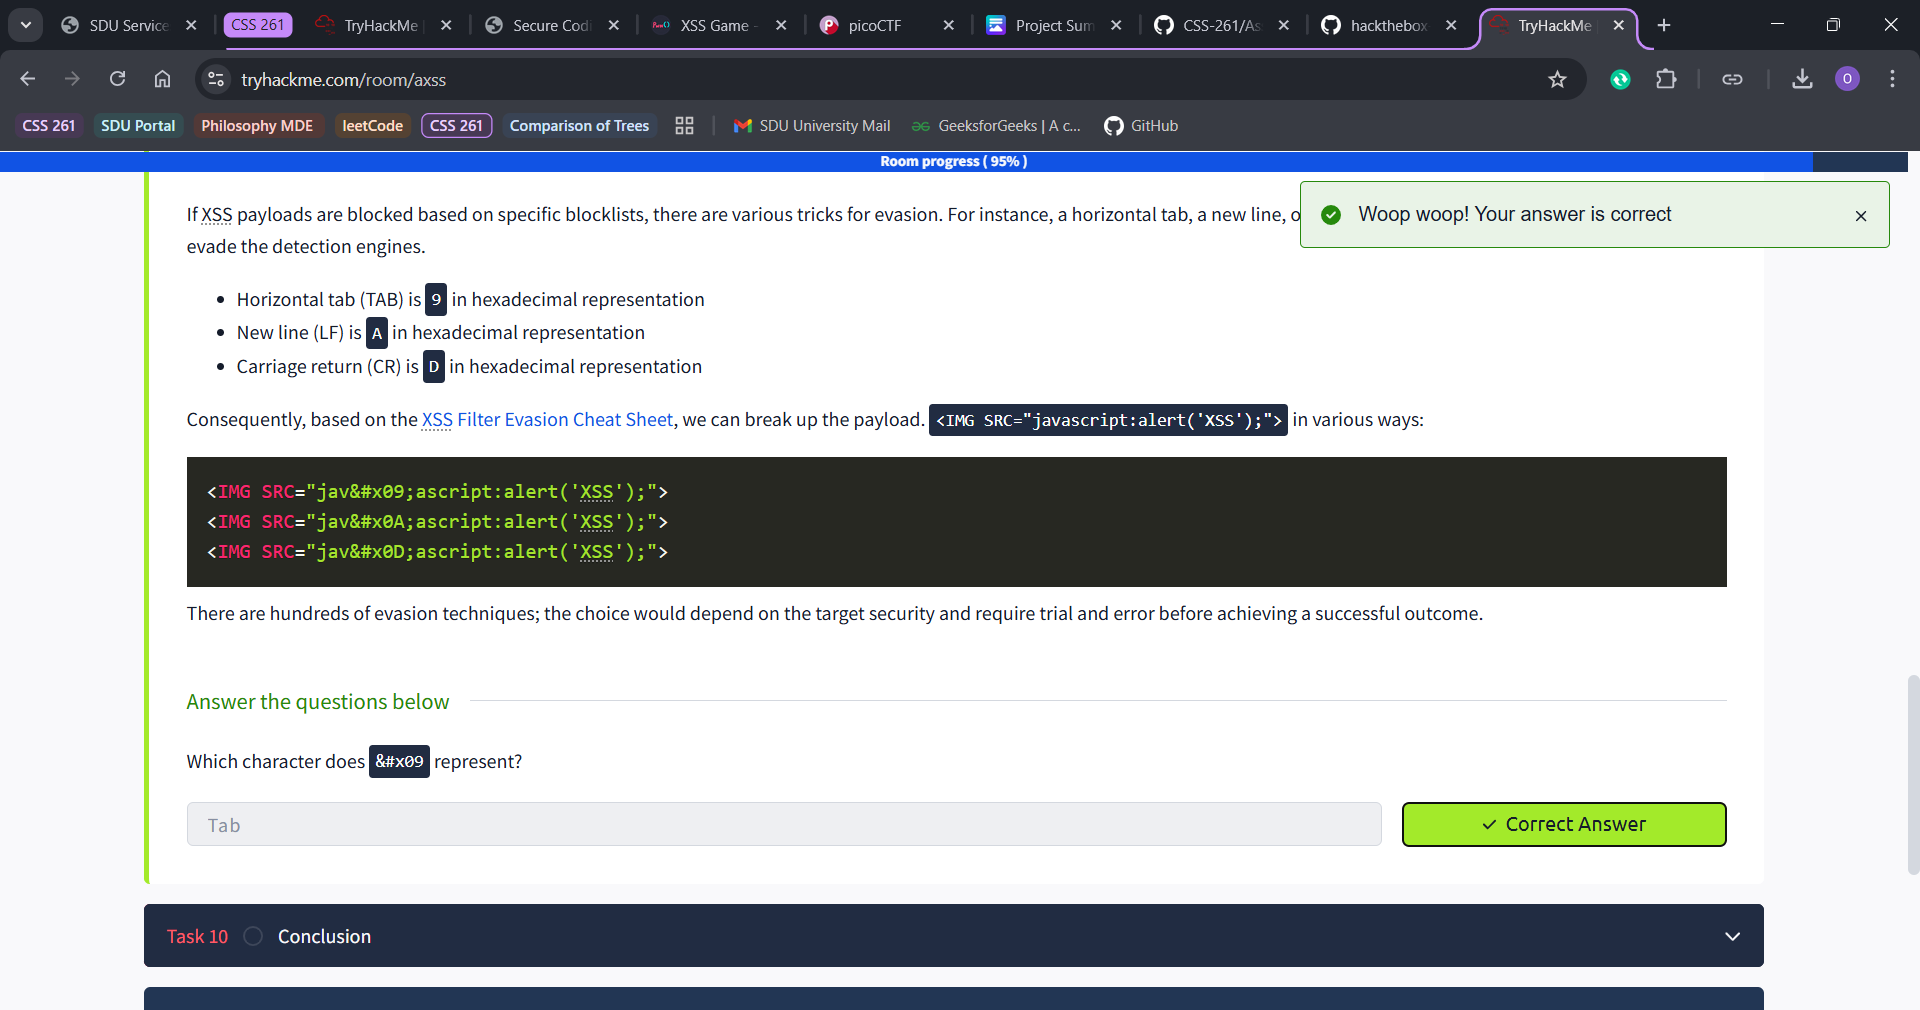 SDU Service
CSS 261
TryHackMe
Secure Codi
XSS Game -
picoCTF
Project Sum
CSS-261/As
hackthebox
TryHackMe
tryhackme.com/room/axss
O
CSS 261
SDU Portal
Philosophy MDE
leetCode
CSS 261
Comparison of Trees
SDU University Mail
GeeksforGeeks | A c...
GitHub
Room progress ( 95% )
If XSS payloads are blocked based on specific blocklists, there are various tricks for evasion. For instance, a horizontal tab, a new line, o
evade the detection engines.
Woop woop! Your answer is correct
• Horizontal tab (TAB) is 9 in hexadecimal representation
• New line (LF) is A in hexadecimal representation
• Carriage return (CR) is D in hexadecimal representation
Consequently, based on the XSS Filter Evasion Cheat Sheet, we can break up the payload. <IMG SRC="javascript:alert('XSS');"> in various ways:
<IMG SRC="jav&#x09;ascript:alert('XSS');">
<IMG SRC="jav&#x0A;ascript:alert('XSS');">
<IMG SRC="jav&#x0D;ascript:alert('XSS');">
There are hundreds of evasion techniques; the choice would depend on the target security and require trial and error before achieving a successful outcome.
Answer the questions below
Which character does &#x09 represent?
Tab
Correct Answer
Task 10
Conclusion